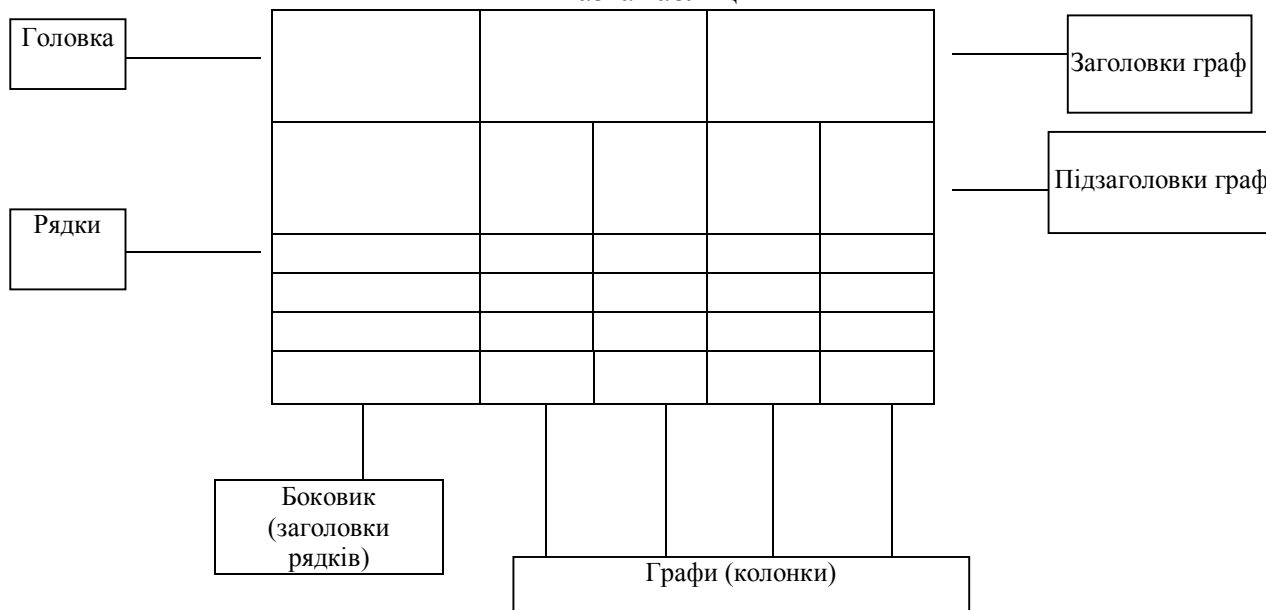 Головка
Заголовки граф
Підзаголовки граф
Рядки
Боковик
(заголовки
рядків)
Графи (колонки)